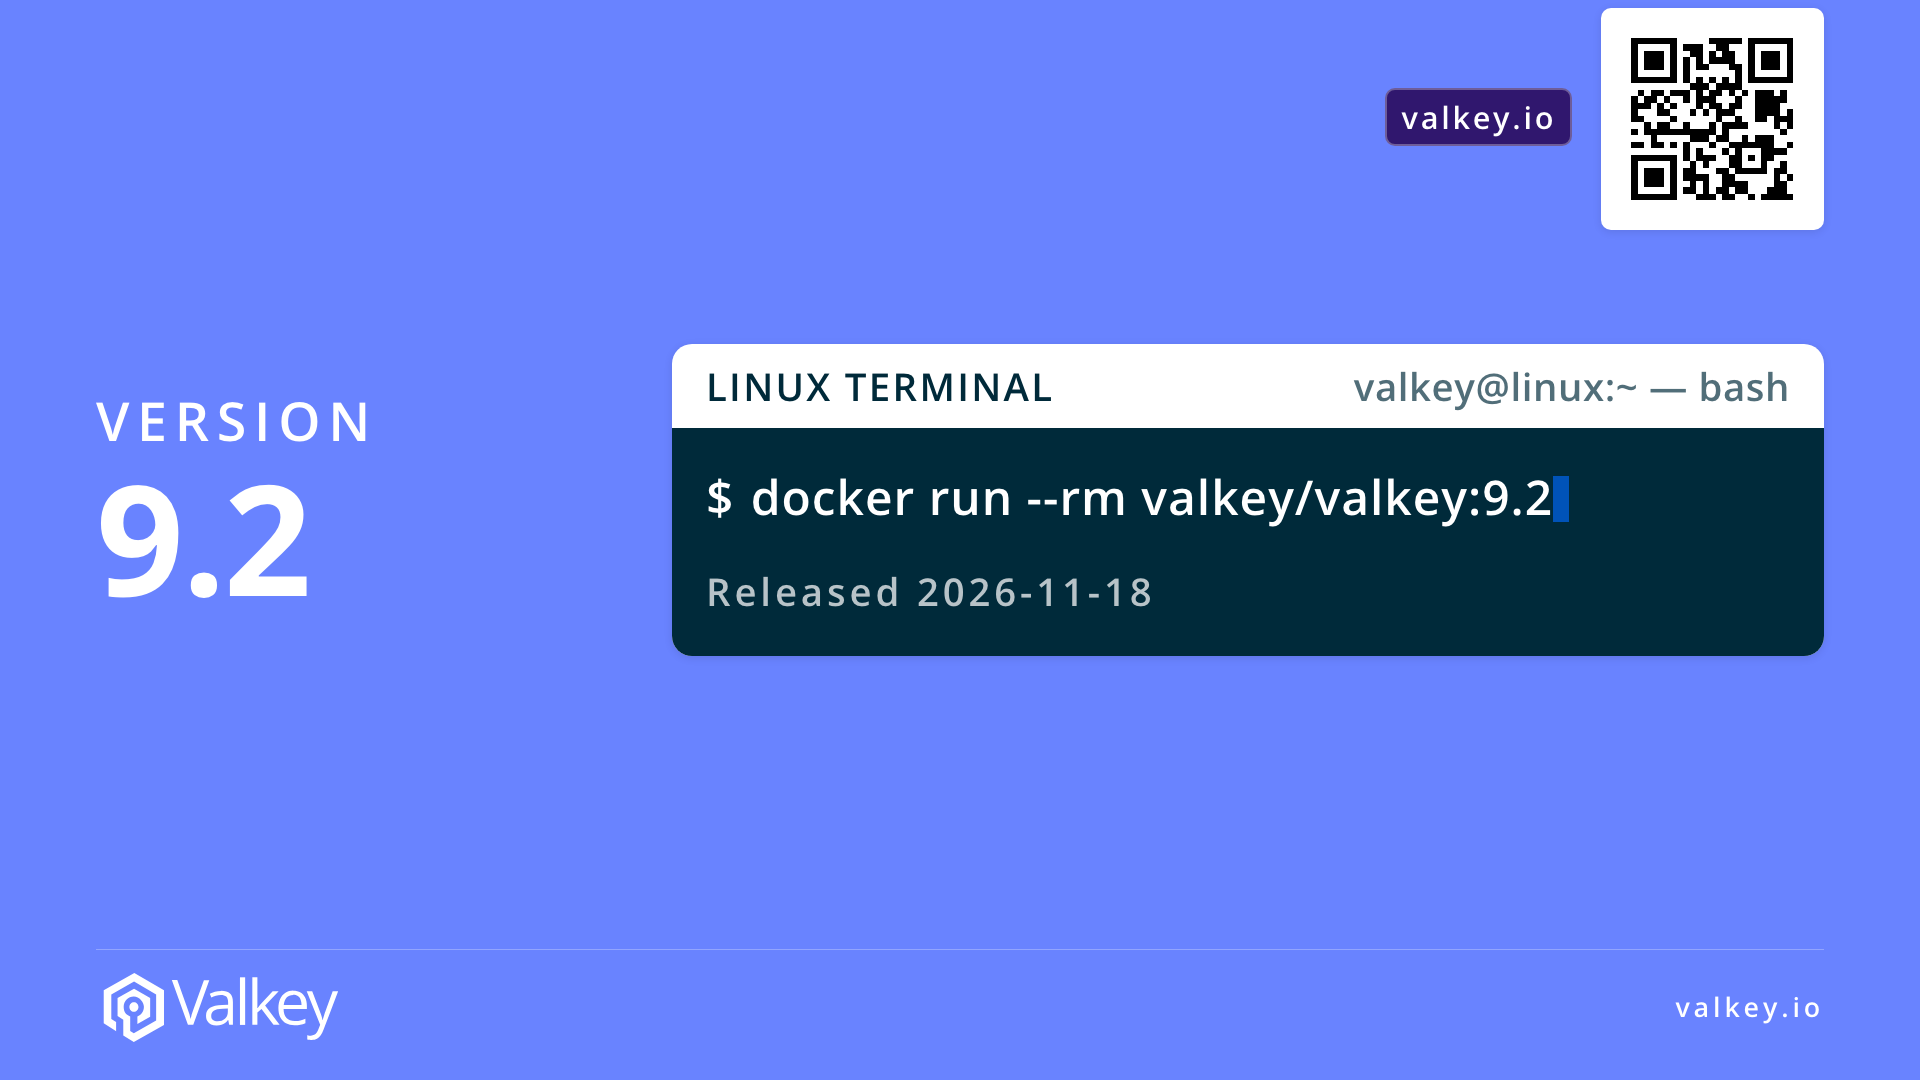 valkey.io
VERSION
9.2
LINUX TERMINAL
valkey@linux:~ — bash
$ docker run --rm valkey/valkey:9.2
Released 2026-11-18
Valkey
valkey.io